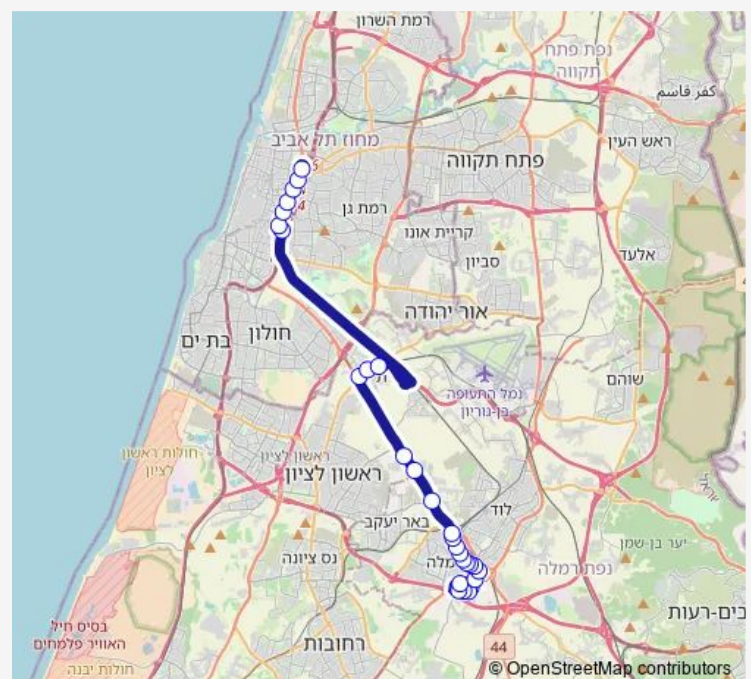 רמת השרון
נפת פתח
תקווה
כפר קאסם
מחוז תל אביב
ראש העין
פתח תקווה
רמת גן
קריית אונו
אלעד
סביון
אור יהודה
חולון
בת ים
שוהם
נמל התעופה
בן-גוריון
חולות ראשון
לציון
ראשון לציון
ראשון לציון
לוד
באר יעקב
יער בן-שמן
נס ציונה
נפת רמלה
בסיס חיל
האוויר פלמחים
רחובות
44
חולות יבנה
© OpenStreetMap contributors